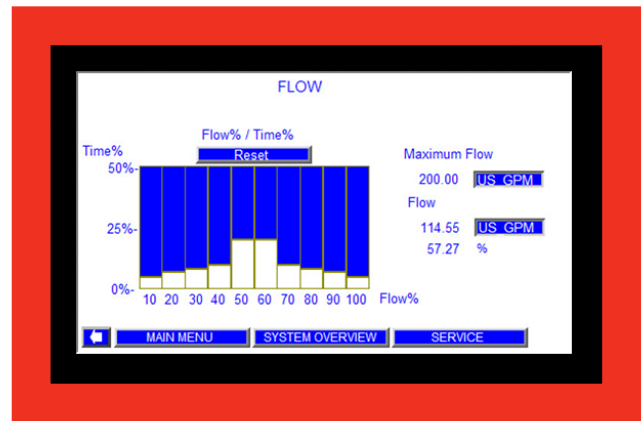 FLOW
Flow% / Time%
Time%
Reset
50%-
25%-
0%-
10 20 30 40 50 60 70 80 90 100 Flow%
Maximum Flow
200.00 US GPM
Flow
114.55 US GPM
57.27 %
MAIN MENU SYSTEM OVERVIEW SERVICE